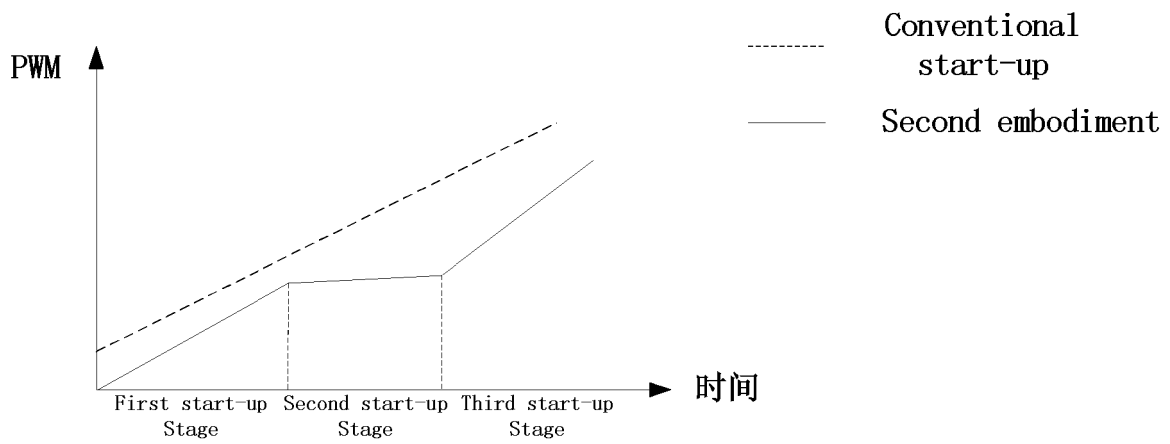 PWM
Conventional
start-up
Second embodiment
时间
First start-up
Stage
Second start-up
Stage
Third start-up
Stage